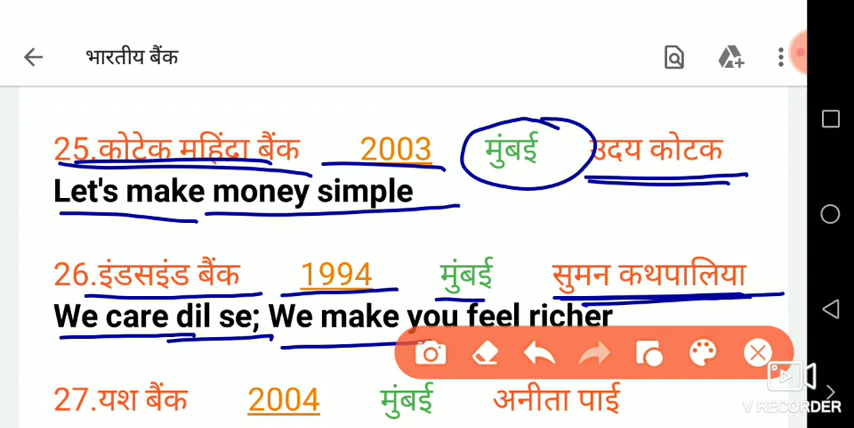 भारतीय बैंक
25.कोटेक महिंद्रा बैंक 2003 मुंबई उदय कोटक
Let's make money simple
26.इंडसइंड बैंक 1994 मुंबई सुमन कथपालिया
We care dil se; We make you feel richer
27.यश बैंक 2004 मुंबई अनीता पाई
V RECORDER